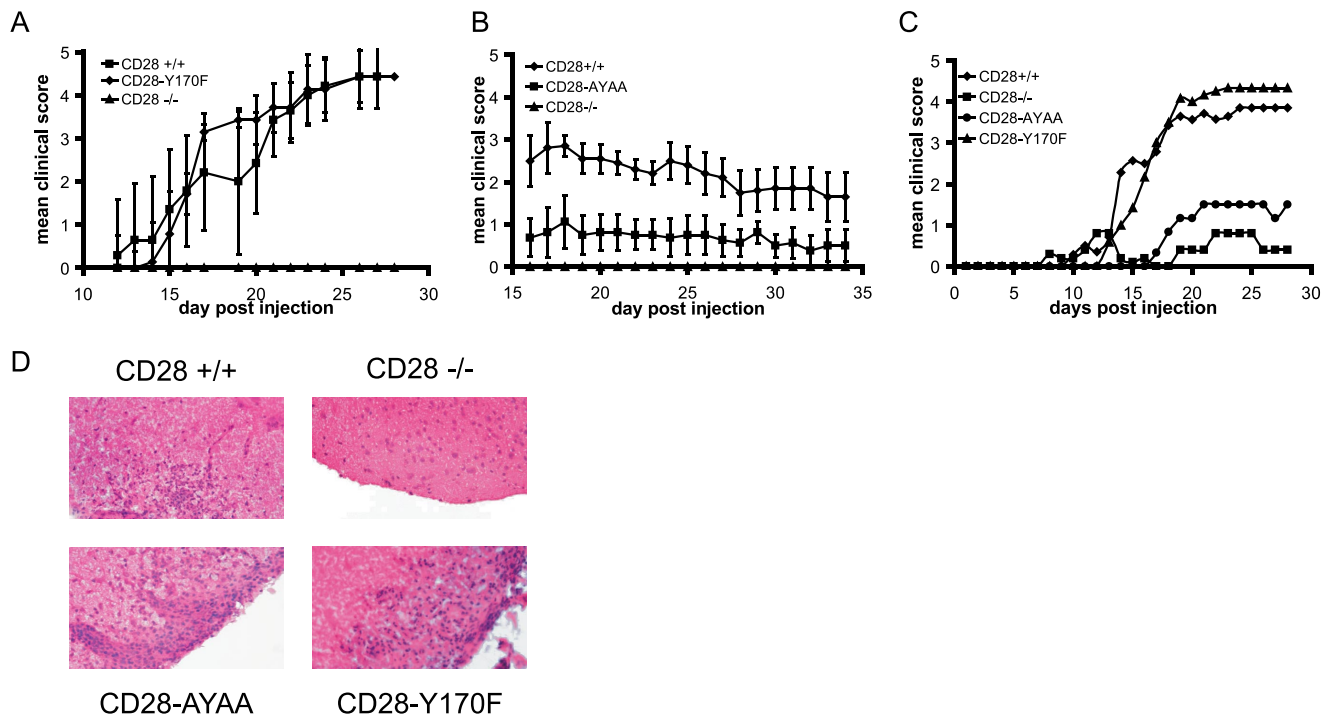 A
5
4
3
2
1
0
10
15
20
25
30
mean clinical score
day post injection
CD28 +/+
CD28-Y170F
CD28 -/-
B
5
4
3
2
1
0
15
20
25
30
35
mean clinical score
day post injection
CD28+/+
CD28-AYAA
CD28-/-
C
5
4
3
2
1
0
0
5
10
15
20
25
30
mean clinical score
days post injection
CD28+/+
CD28-/-
CD28-AYAA
CD28-Y170F
D
CD28 +/+
CD28 -/-
CD28-AYAA
CD28-Y170F